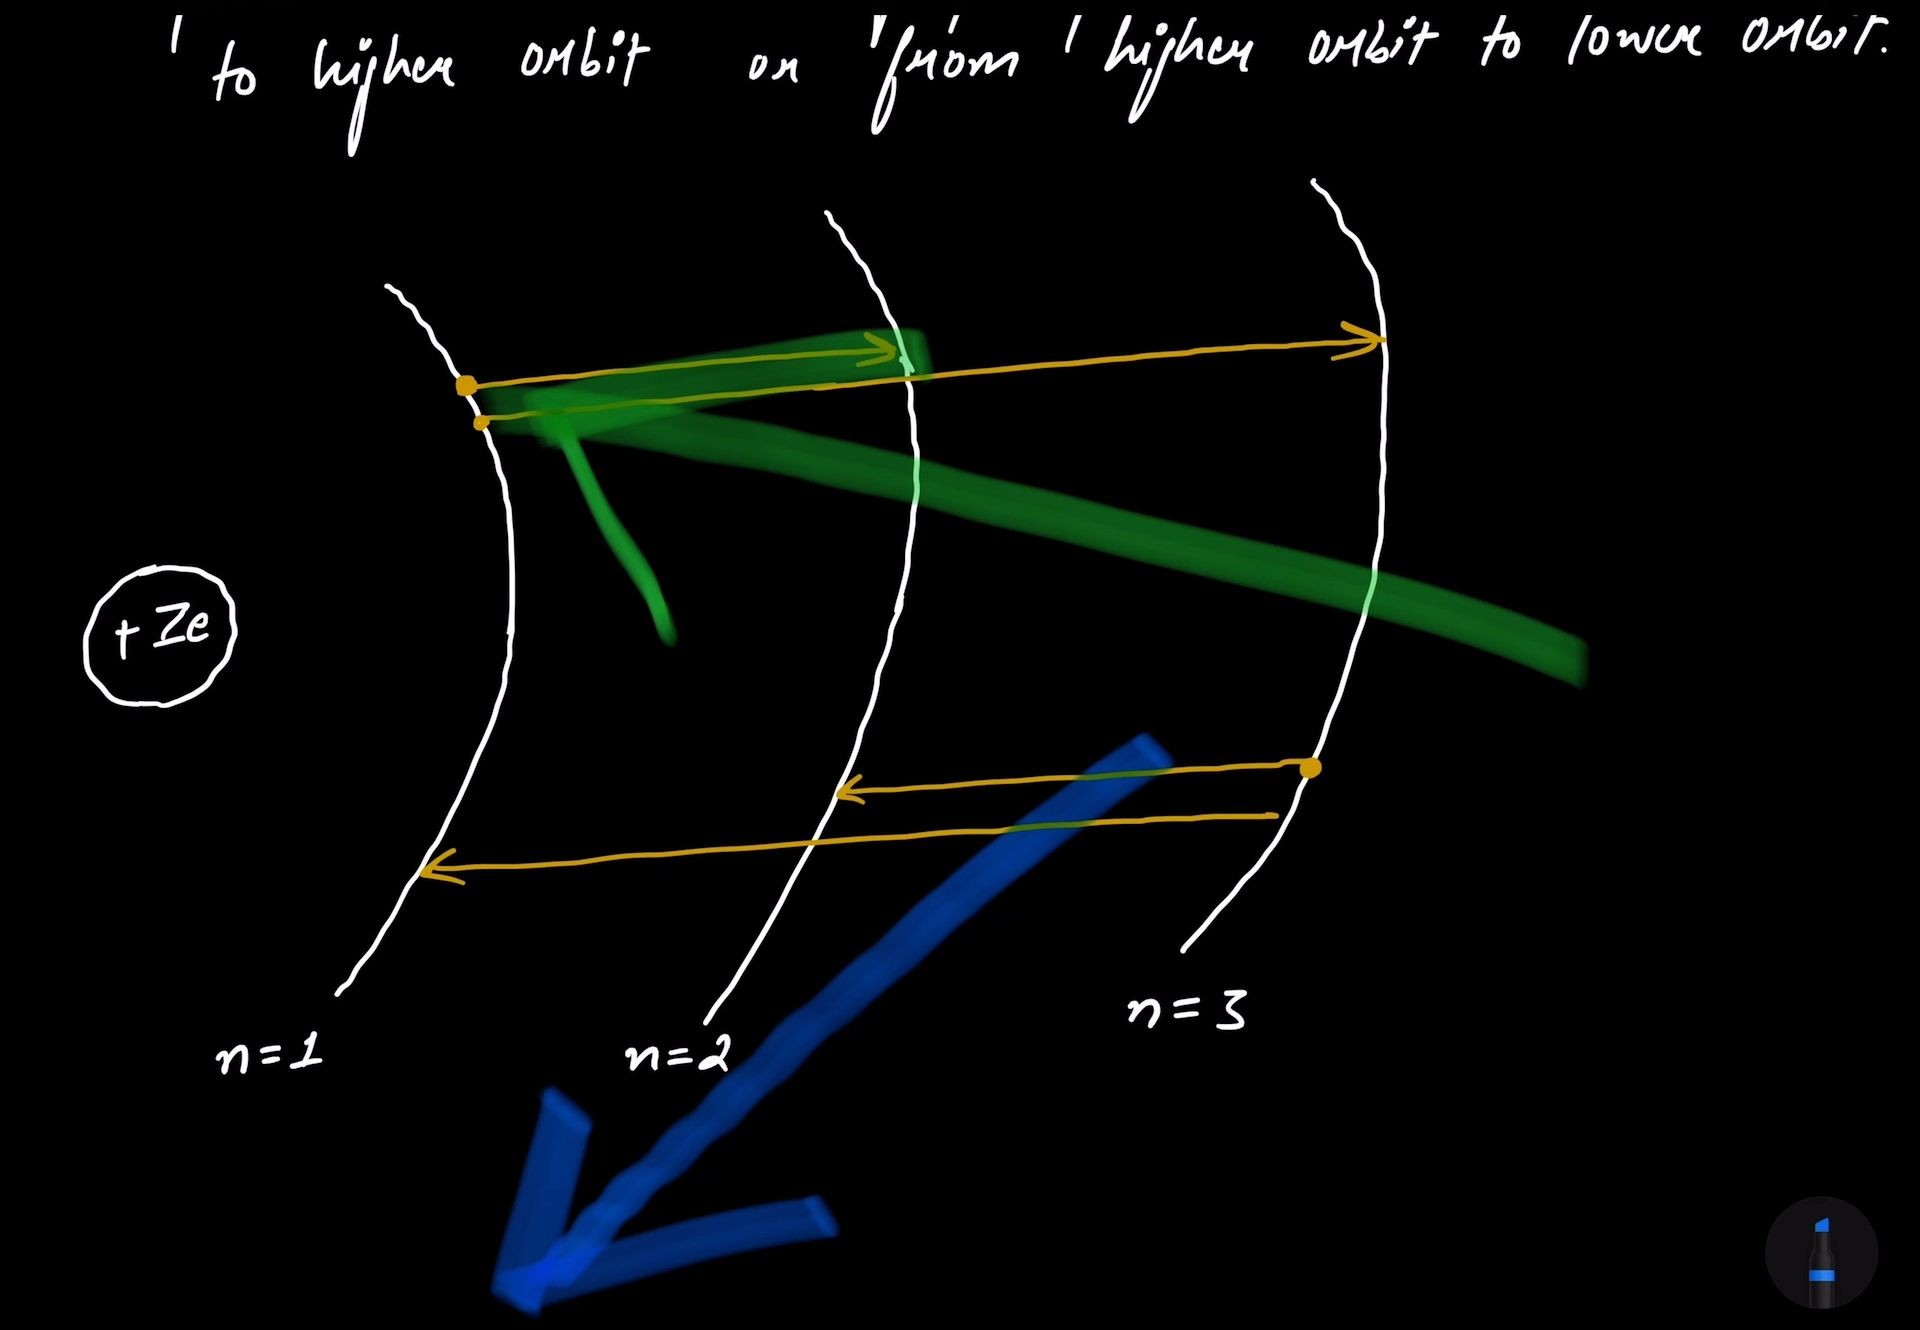 to higher orbit or from higher orbit to lower orbit.
+ Ze
n=1
n=2
n=3